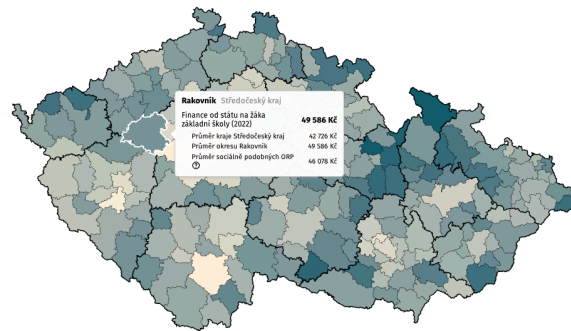 Rakovník Středočeský kraj
Finance od státu na žáka
základní školy (2022) 49 586 Kč
Průměr kraje Středočeský kraj 42 726 Kč
Průměr okresu Rakovník 49 586 Kč
Průměr sociálně podobných ORP 46 078 Kč
?